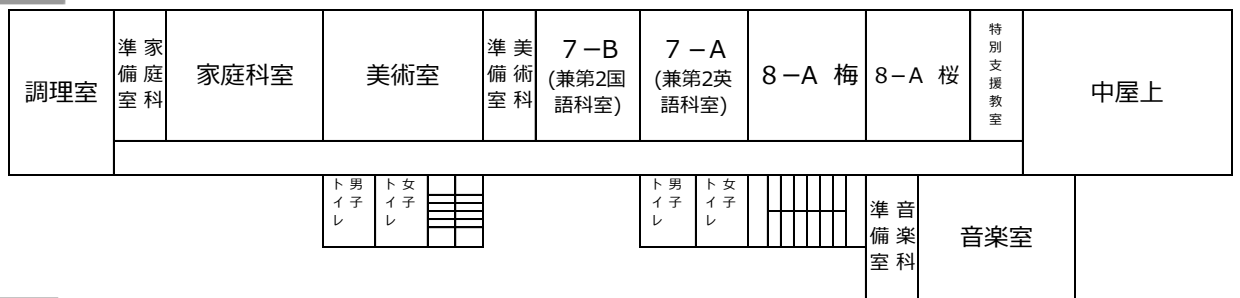 調理室
家庭科
準備室
家庭科室
美術室
美術科
準備室
7－B
(兼第2国
語科室)
7－A
(兼第2英
語科室)
8－A 梅
8－A 桜
特別支援教室
中屋上
男子
トイレ
女子
トイレ
男子
トイレ
女子
トイレ
音楽科
準備室
音楽室